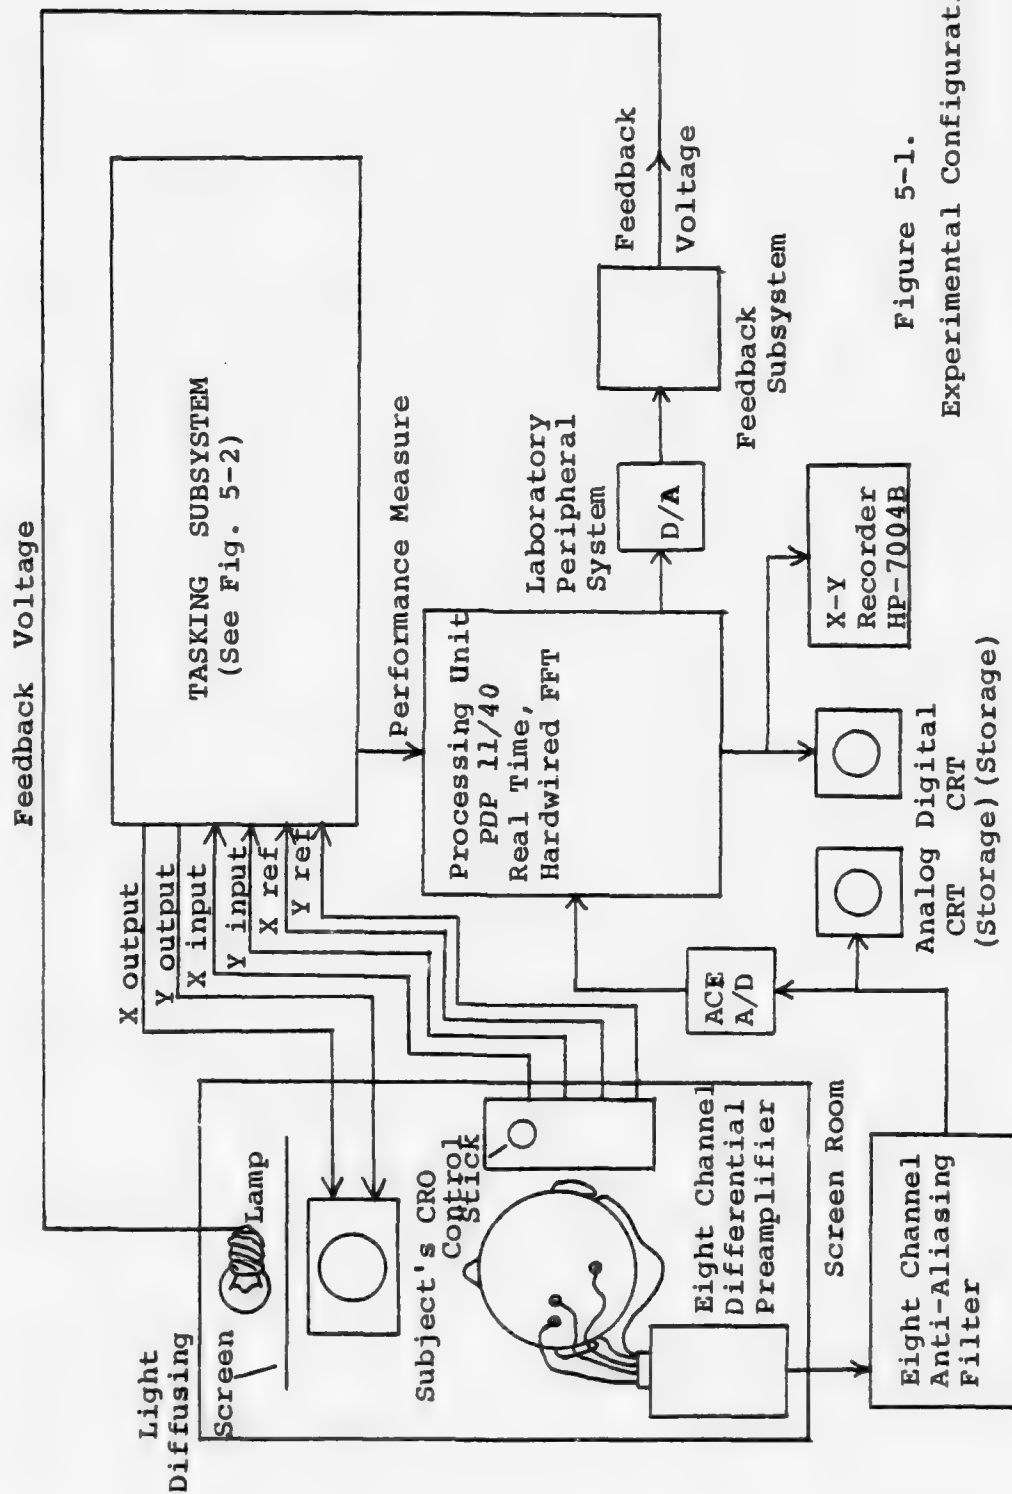 Feedback Voltage
TASKING SUBSYSTEM
(See Fig. 5-2)
X output
Y output
X input
Y input
X ref
Y ref
Performance Measure
Light
Diffusing
Screen
Lamp
Subject's CRO
Control
Stick
Eight Channel
Differential
Preamplifier
Screen Room
Eight Channel
Anti-Aliasing
Filter
ACE
A/D
Processing Unit
PDP 11/40
Real Time,
Hardwired FFT
Laboratory
Peripheral
System
D/A
Feedback
Subsystem
Feedback
Voltage
Analog
CRT
(Storage)
Digital
CRT
(Storage)
X-Y
Recorder
HP-7004B
Figure 5-1.
Experimental Configurat